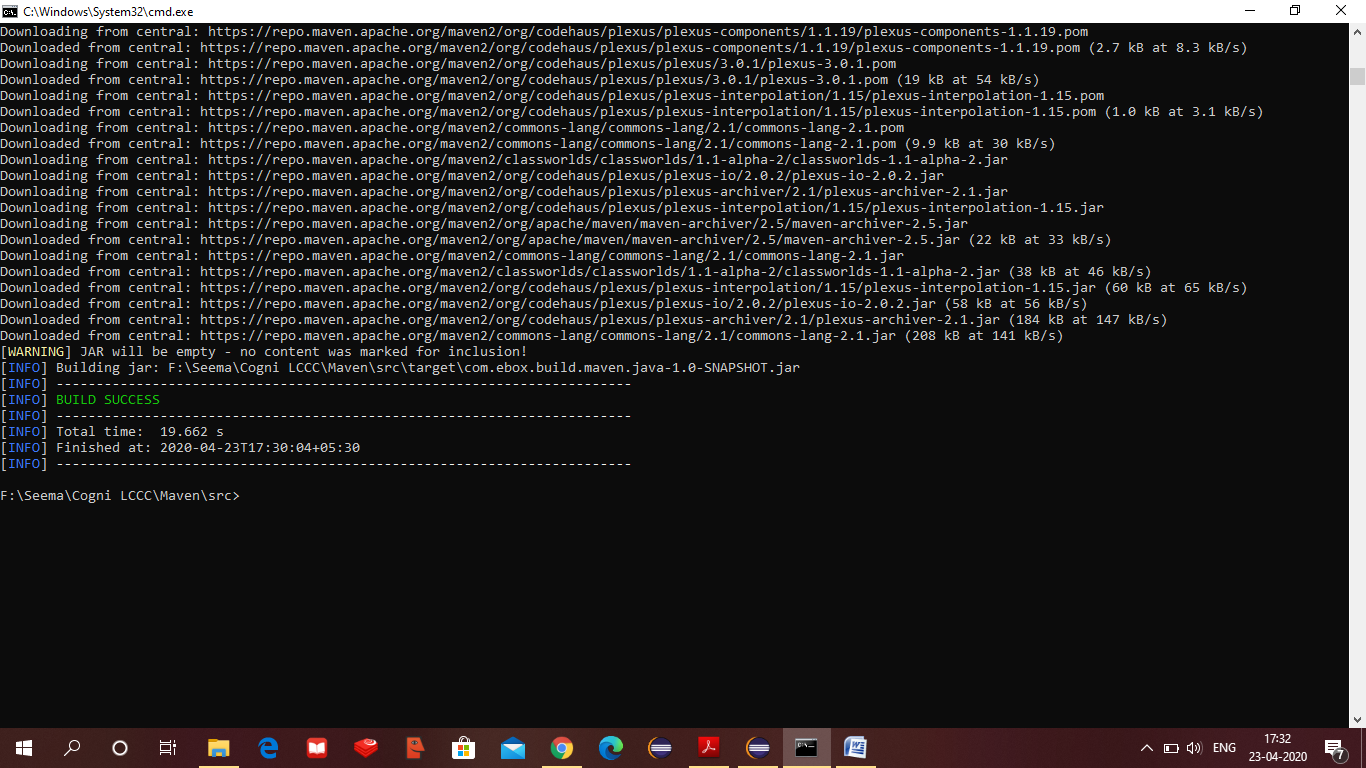 C:\Windows\System32\cmd.exe
Downloading from central: https://repo.maven.apache.org/maven2/org/codehaus/plexus/plexus-components/1.1.19/plexus-components-1.1.19.pom
Downloaded from central: https://repo.maven.apache.org/maven2/org/codehaus/plexus/plexus-components/1.1.19/plexus-components-1.1.19.pom (2.7 kB at 8.3 kB/s)
Downloading from central: https://repo.maven.apache.org/maven2/org/codehaus/plexus/plexus/3.0.1/plexus-3.0.1.pom
Downloaded from central: https://repo.maven.apache.org/maven2/org/codehaus/plexus/plexus/3.0.1/plexus-3.0.1.pom (19 kB at 54 kB/s)
Downloading from central: https://repo.maven.apache.org/maven2/org/codehaus/plexus/plexus-interpolation/1.15/plexus-interpolation-1.15.pom
Downloaded from central: https://repo.maven.apache.org/maven2/org/codehaus/plexus/plexus-interpolation/1.15/plexus-interpolation-1.15.pom (1.0 kB at 3.1 kB/s)
Downloading from central: https://repo.maven.apache.org/maven2/commons-lang/commons-lang/2.1/commons-lang-2.1.pom
Downloaded from central: https://repo.maven.apache.org/maven2/commons-lang/commons-lang/2.1/commons-lang-2.1.pom (9.9 kB at 30 kB/s)
Downloading from central: https://repo.maven.apache.org/maven2/classworlds/classworlds/1.1-alpha-2/classworlds-1.1-alpha-2.jar
Downloading from central: https://repo.maven.apache.org/maven2/org/codehaus/plexus/plexus-io/2.0.2/plexus-io-2.0.2.jar
Downloading from central: https://repo.maven.apache.org/maven2/org/codehaus/plexus/plexus-archiver/2.1/plexus-archiver-2.1.jar
Downloading from central: https://repo.maven.apache.org/maven2/org/codehaus/plexus/plexus-interpolation/1.15/plexus-interpolation-1.15.jar
Downloading from central: https://repo.maven.apache.org/maven2/org/apache/maven/maven-archiver/2.5/maven-archiver-2.5.jar
Downloaded from central: https://repo.maven.apache.org/maven2/org/apache/maven/maven-archiver/2.5/maven-archiver-2.5.jar (22 kB at 33 kB/s)
Downloading from central: https://repo.maven.apache.org/maven2/commons-lang/commons-lang/2.1/commons-lang-2.1.jar
Downloaded from central: https://repo.maven.apache.org/maven2/classworlds/classworlds/1.1-alpha-2/classworlds-1.1-alpha-2.jar (38 kB at 46 kB/s)
Downloaded from central: https://repo.maven.apache.org/maven2/org/codehaus/plexus/plexus-interpolation/1.15/plexus-interpolation-1.15.jar (60 kB at 65 kB/s)
Downloaded from central: https://repo.maven.apache.org/maven2/org/codehaus/plexus/plexus-io/2.0.2/plexus-io-2.0.2.jar (58 kB at 56 kB/s)
Downloaded from central: https://repo.maven.apache.org/maven2/org/codehaus/plexus/plexus-archiver/2.1/plexus-archiver-2.1.jar (184 kB at 147 kB/s)
Downloaded from central: https://repo.maven.apache.org/maven2/commons-lang/commons-lang/2.1/commons-lang-2.1.jar (208 kB at 141 kB/s)
[WARNING] JAR will be empty - no content was marked for inclusion!
[INFO] Building jar: F:\Seema\Cogni LCCC\Maven\src\target\com.ebox.build.maven.java-1.0-SNAPSHOT.jar
[INFO] ------------------------------------------------------------------------
[INFO] BUILD SUCCESS
[INFO] ------------------------------------------------------------------------
[INFO] Total time:  19.662 s
[INFO] Finished at: 2020-04-23T17:30:04+05:30
[INFO] ------------------------------------------------------------------------
F:\Seema\Cogni LCCC\Maven\src>
ENG
17:32
23-04-2020
7